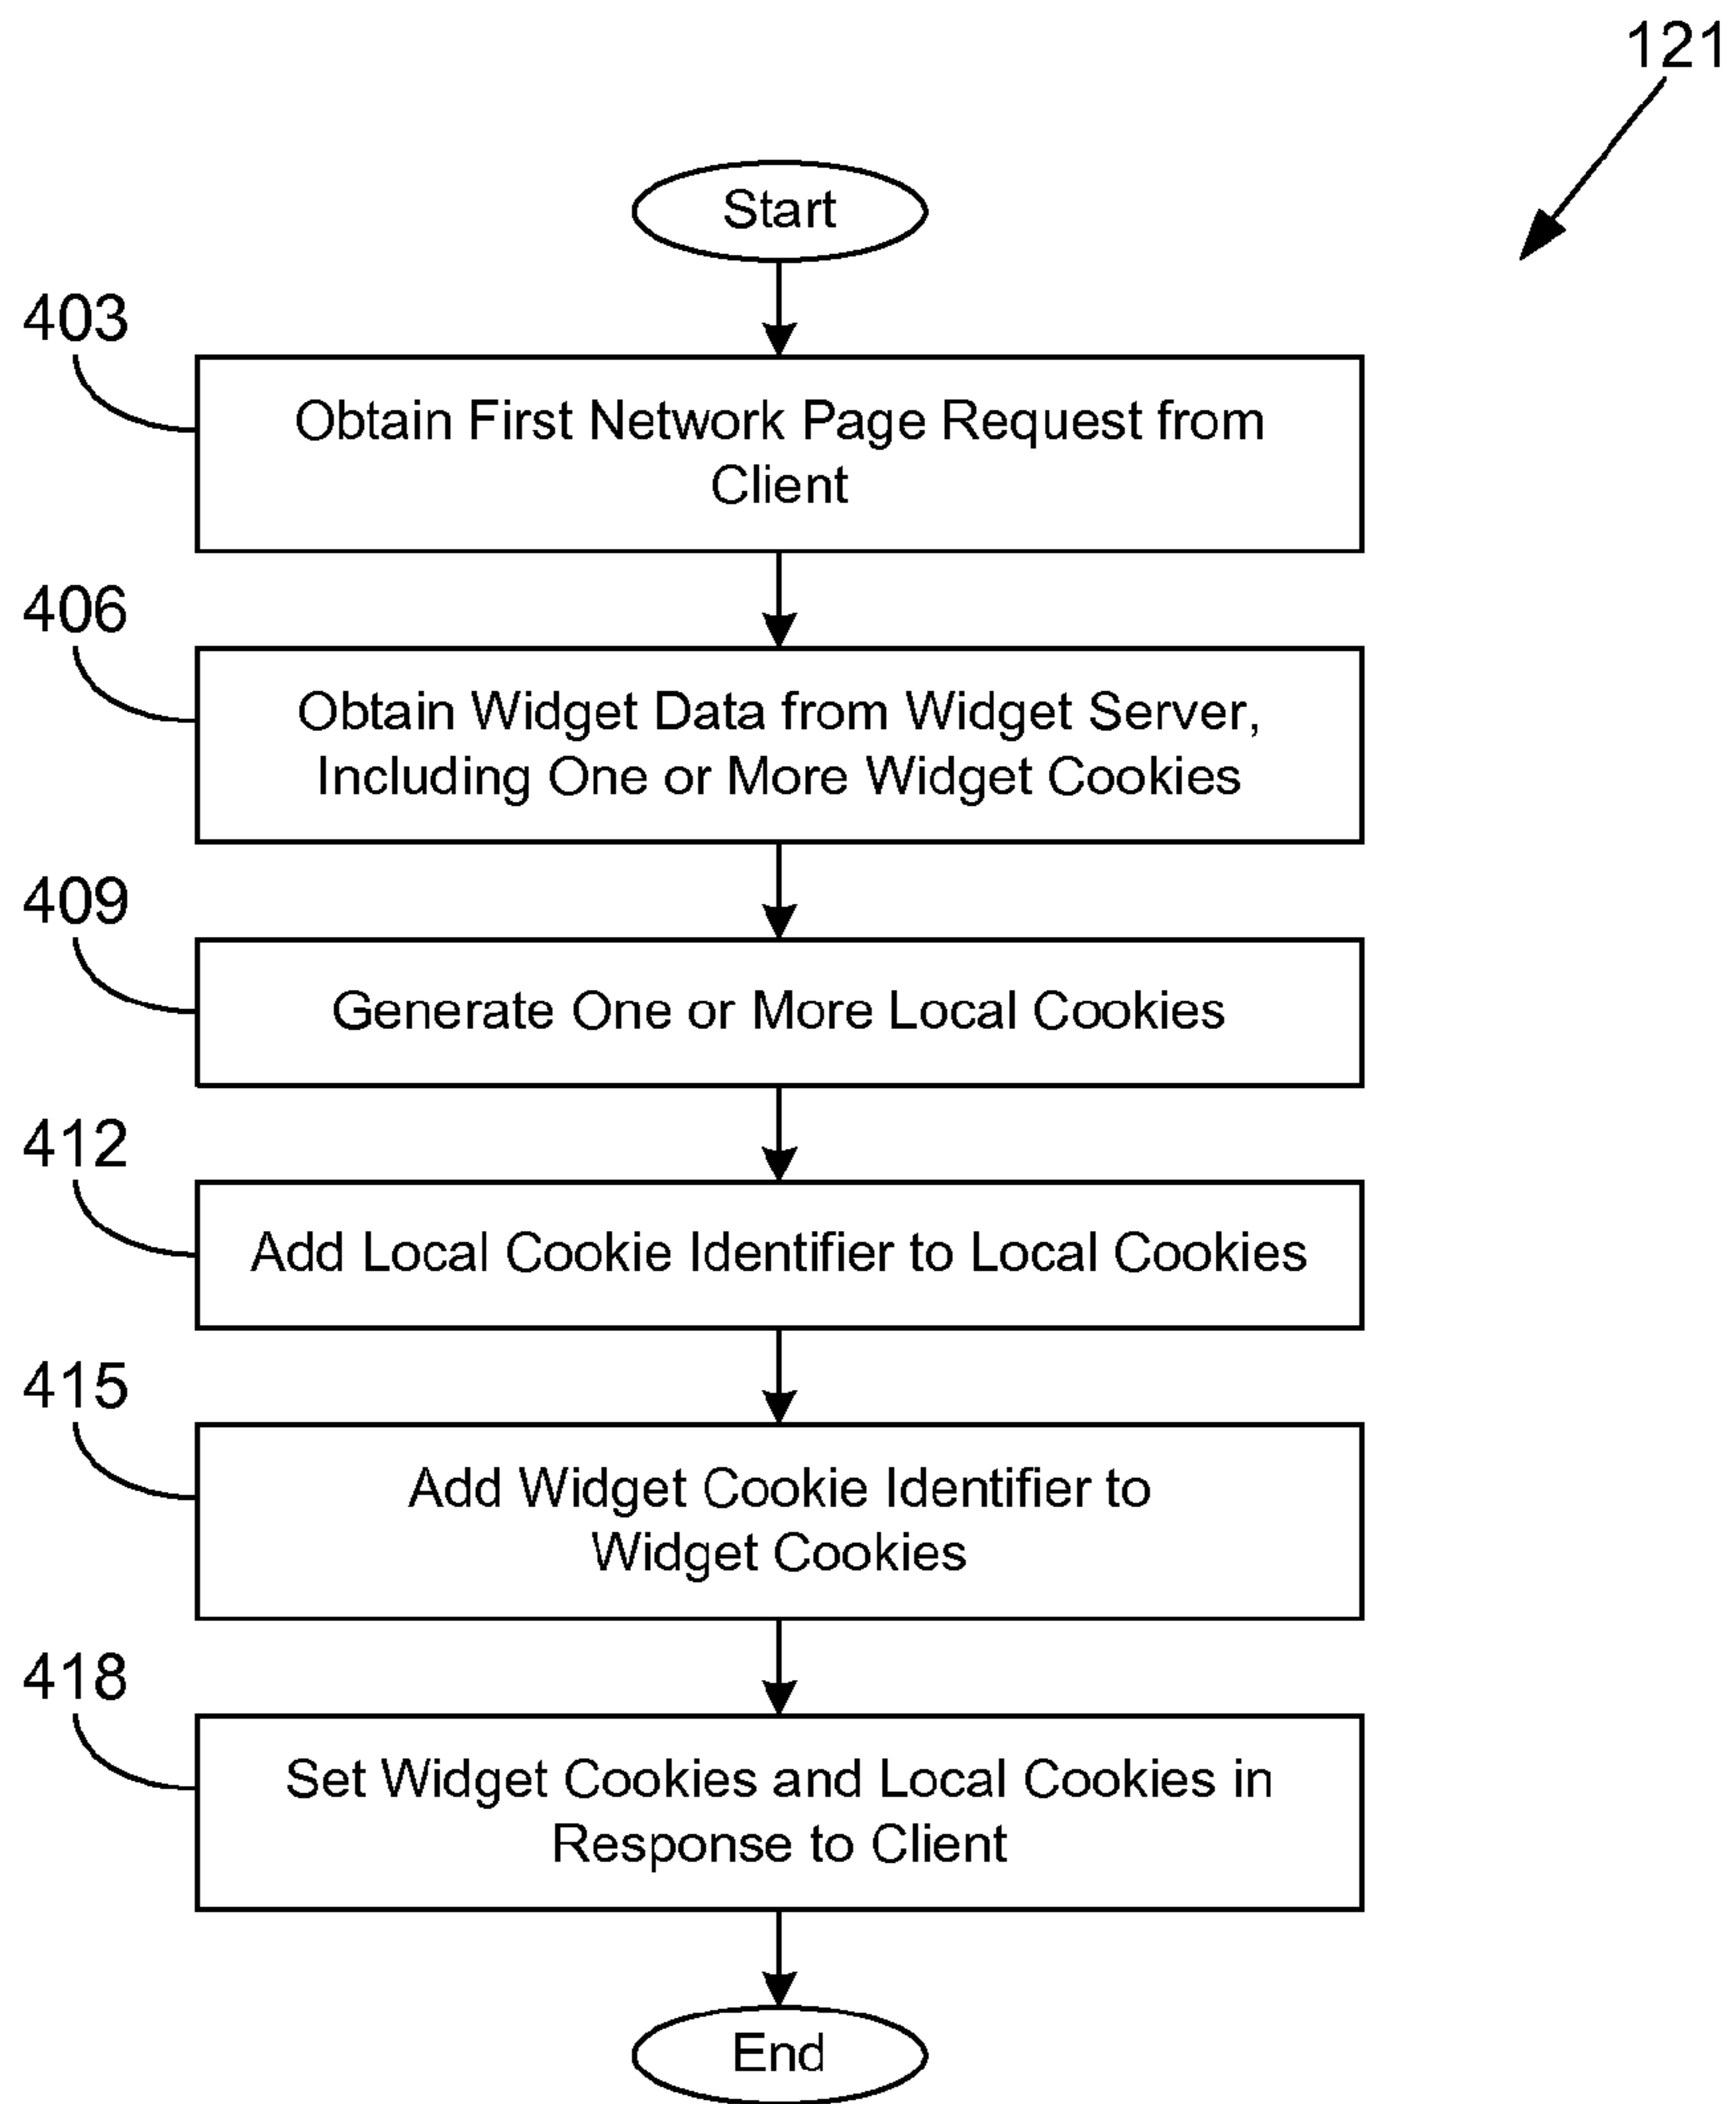 121
Start
403
Obtain First Network Page Request from
Client
406
Obtain Widget Data from Widget Server,
Including One or More Widget Cookies
409
Generate One or More Local Cookies
412
Add Local Cookie Identifier to Local Cookies
415
Add Widget Cookie Identifier to
Widget Cookies
418
Set Widget Cookies and Local Cookies in
Response to Client
End